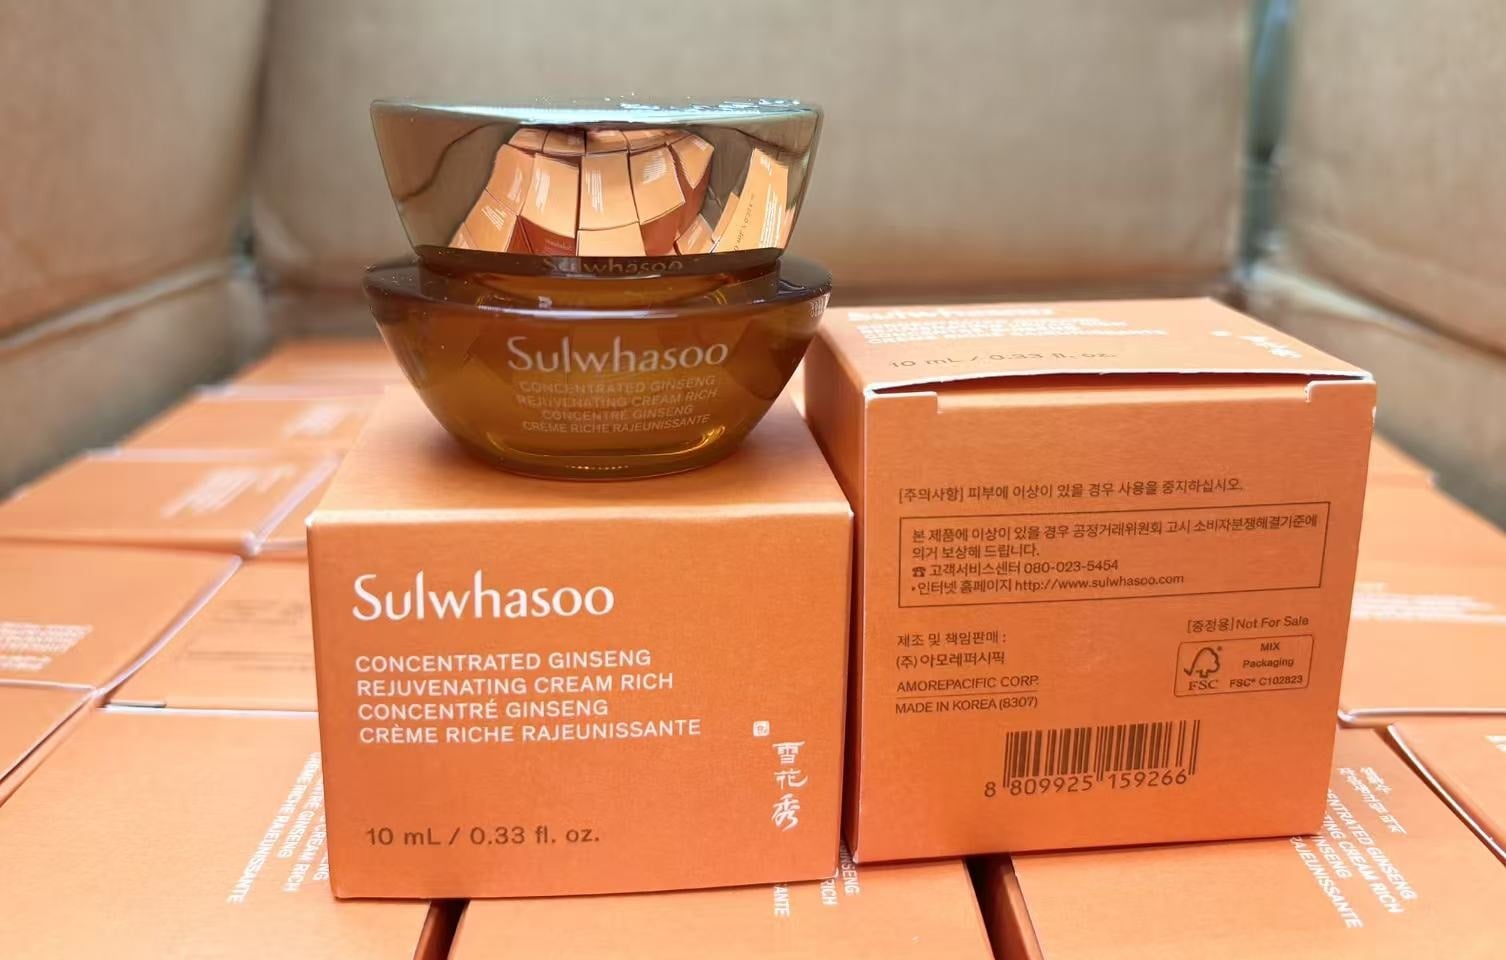 Sulwhasoo
CONCENTRATED GINSENG
REJUVENATING CREAM RICH
CONCENTRÉ GINSENG
CRÈME RICHE RAJEUNISSANTE
Sulwhasoo
CONCENTRATED GINSENG
REJUVENATING CREAM RICH
CONCENTRÉ GINSENG
CRÈME RICHE RAJEUNISSANTE
雪花秀
10 mL / 0.33 fl. oz.
Sulwhasoo
10 mL / 0.33 fl. oz.
[주의사항] 피부에 이상이 있을 경우 사용을 중지하십시오.
본 제품에 이상이 있을 경우 공정거래위원회 고시 소비자분쟁해결기준에
의거 보상해 드립니다.
☎ 고객서비스센터 080-023-5454
• 인터넷 홈페이지 http://www.sulwhasoo.com
[증정용] Not For Sale
제조 및 책임판매 :
(주)아모레퍼시픽
AMOREPACIFIC CORP.
MADE IN KOREA (8307)
FSC
MIX
Packaging
FSC® C102823
8 809925 159266